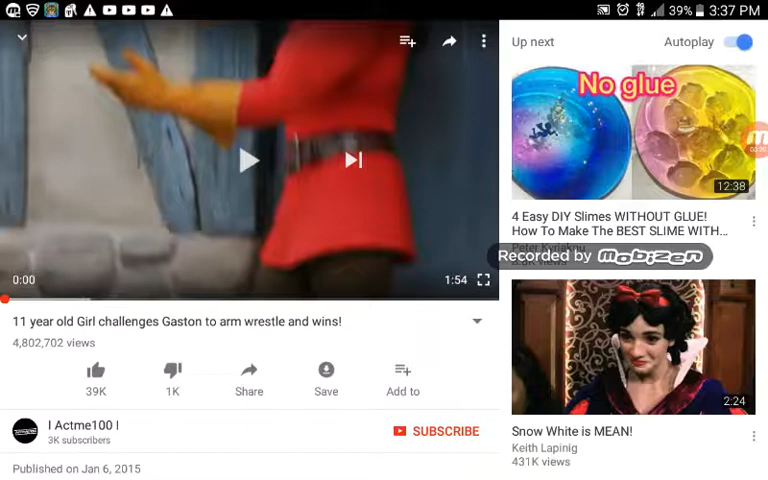 39% 3:37 PM
Up next Autoplay
No glue
12:38
4 Easy DIY Slimes WITHOUT GLUE!
How To Make The BEST SLIME WITH...
Peter Kyriakou
Recorded by mobizen
0:00 1:54
11 year old Girl challenges Gaston to arm wrestle and wins!
4,802,702 views
39K 1K Share Save Add to
I Actme100 I
3K subscribers
SUBSCRIBE
Published on Jan 6, 2015
2:24
Snow White is MEAN!
Keith Lapinig
431K views